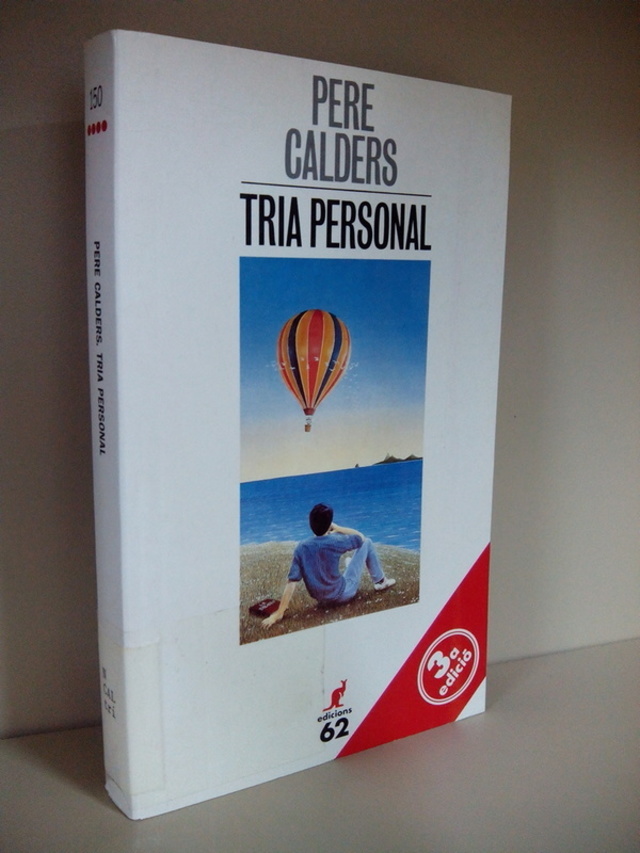 PERE
CALDERS
TRIA PERSONAL
3a
edició
edicions
62
150
PERE CALDERS. TRIA PERSONAL